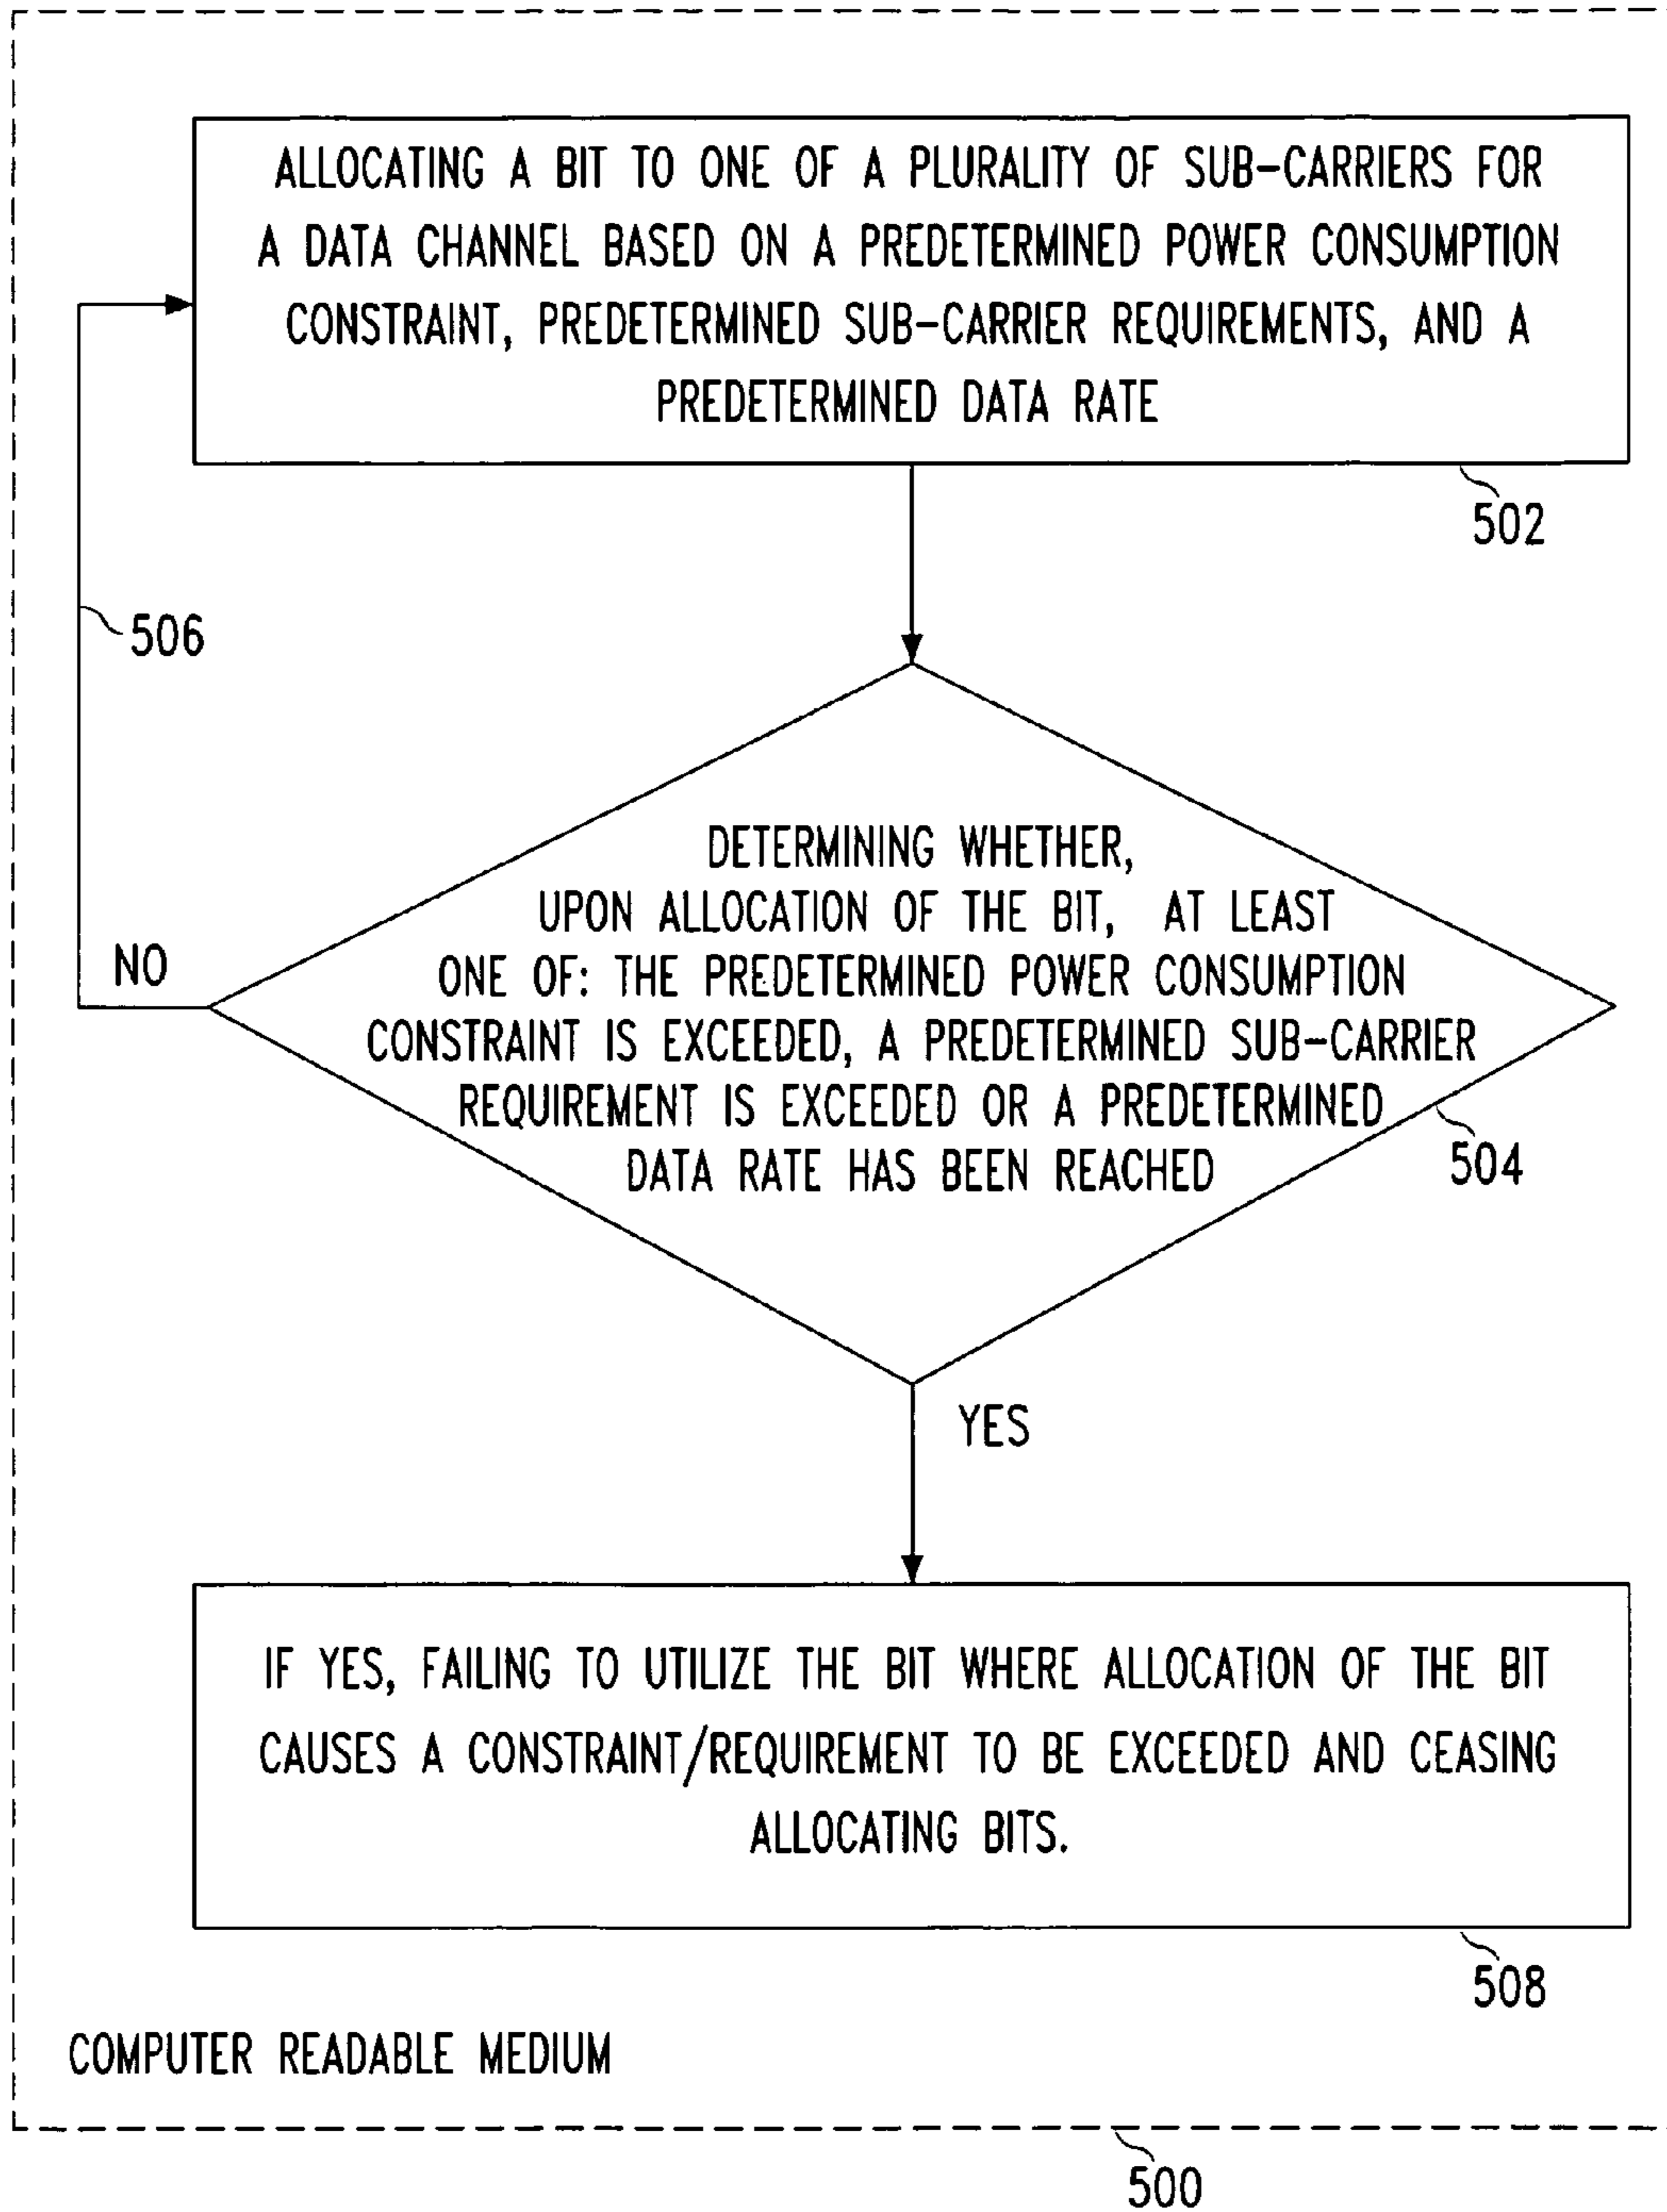 ALLOCATING A BIT TO ONE OF A PLURALITY OF SUB-CARRIERS FOR
A DATA CHANNEL BASED ON A PREDETERMINED POWER CONSUMPTION
CONSTRAINT, PREDETERMINED SUB-CARRIER REQUIREMENTS, AND A
PREDETERMINED DATA RATE
502
506
DETERMINING WHETHER,
UPON ALLOCATION OF THE BIT, AT LEAST
ONE OF: THE PREDETERMINED POWER CONSUMPTION
CONSTRAINT IS EXCEEDED, A PREDETERMINED SUB-CARRIER
REQUIREMENT IS EXCEEDED OR A PREDETERMINED
DATA RATE HAS BEEN REACHED
NO
504
YES
IF YES, FAILING TO UTILIZE THE BIT WHERE ALLOCATION OF THE BIT
CAUSES A CONSTRAINT/REQUIREMENT TO BE EXCEEDED AND CEASING
ALLOCATING BITS.
508
COMPUTER READABLE MEDIUM
500